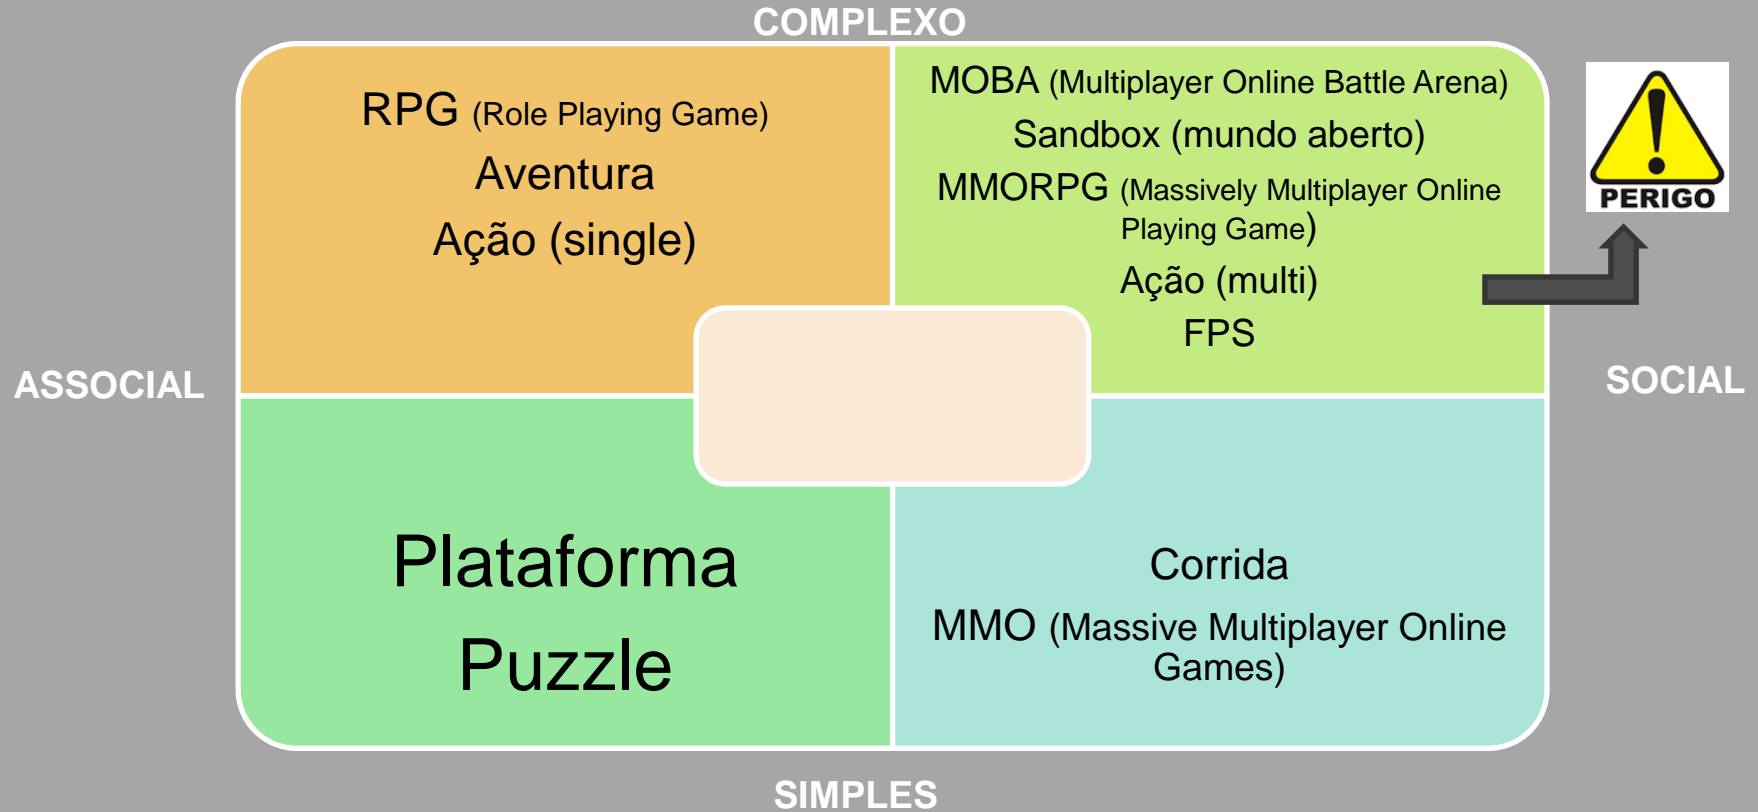 COMPLEXO
RPG (Role Playing Game)
Aventura
Ação (single)
MOBA (Multiplayer Online Battle Arena)
Sandbox (mundo aberto)
MMORPG (Massively Multiplayer Online
Playing Game)
Ação (multi)
FPS
PERIGO
ASSOCIAL
SOCIAL
Plataforma
Puzzle
Corrida
MMO (Massive Multiplayer Online
Games)
SIMPLES